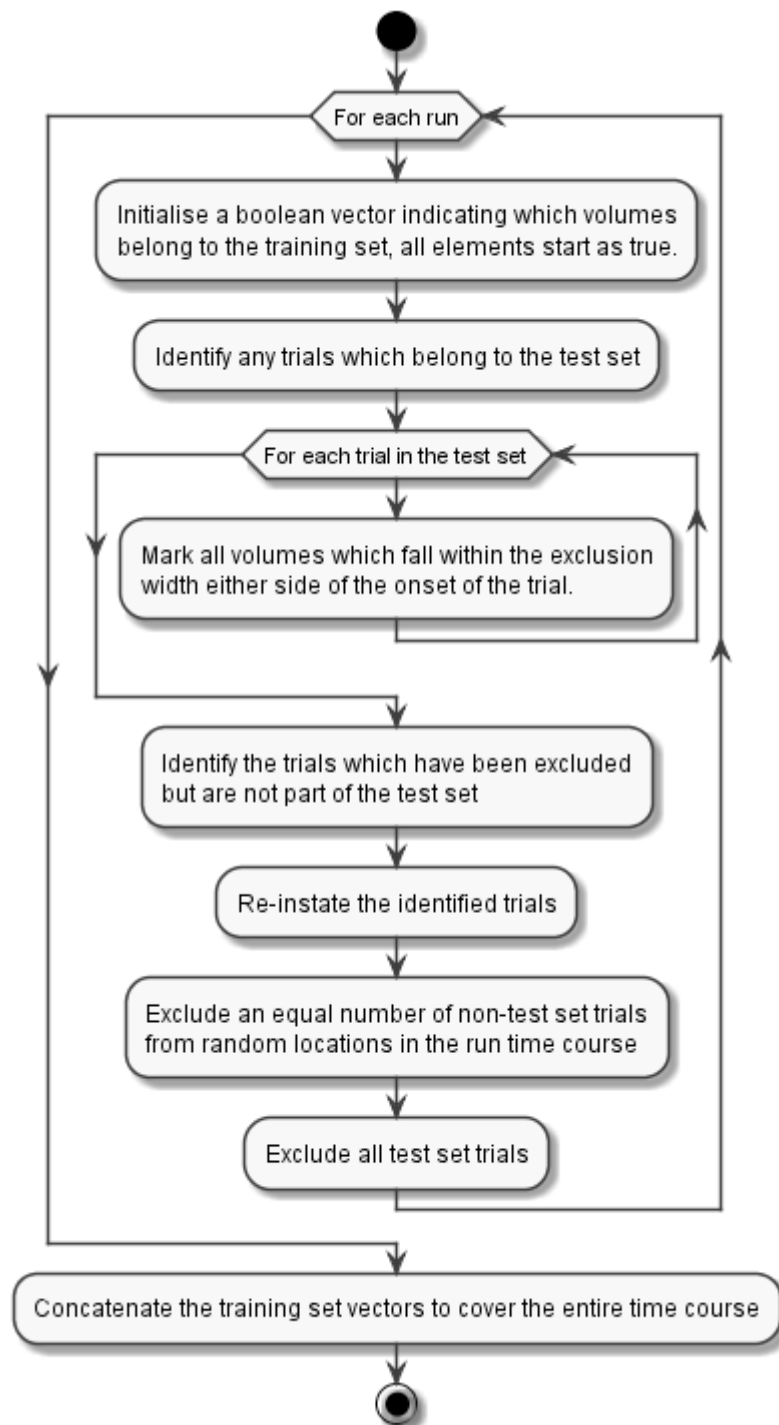 For each run
Initialise a boolean vector indicating which volumes
belong to the training set, all elements start as true.
Identify any trials which belong to the test set
For each trial in the test set
Mark all volumes which fall within the exclusion
width either side of the onset of the trial.
Identify the trials which have been excluded
but are not part of the test set
Re-instate the identified trials
Exclude an equal number of non-test set trials
from random locations in the run time course
Exclude all test set trials
Concatenate the training set vectors to cover the entire time course